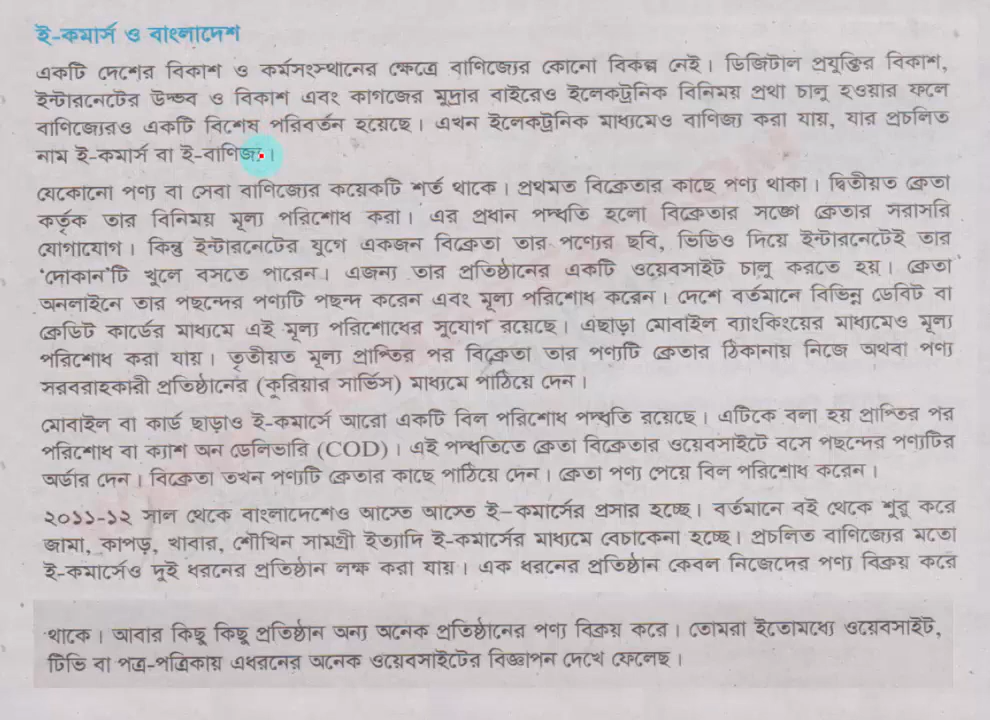 ই-কমার্স ও বাংলাদেশ
একটি দেশের বিকাশ ও কর্মসংস্থানের ক্ষেত্রে বাণিজ্যের কোনো বিকল্প নেই। ডিজিটাল প্রযুক্তির বিকাশ,
ইন্টারনেটের উদ্ভব ও বিকাশ এবং কাগজের মুদ্রার বাইরেও ইলেকট্রনিক বিনিময় প্রথা চালু হওয়ার ফলে
বাণিজ্যেরও একটি বিশেষ পরিবর্তন হয়েছে। এখন ইলেকট্রনিক মাধ্যমেও বাণিজ্য করা যায়, যার প্রচলিত
নাম ই-কমার্স বা ই-বাণিজ্য।
যেকোনো পণ্য বা সেবা বাণিজ্যের কয়েকটি শর্ত থাকে। প্রথমত বিক্রেতার কাছে পণ্য থাকা। দ্বিতীয়ত ক্রেতা
কর্তৃক তার বিনিময় মূল্য পরিশোধ করা। এর প্রধান পদ্ধতি হলো বিক্রেতার সঙ্গে ক্রেতার সরাসরি
যোগাযোগ। কিন্তু ইন্টারনেটের যুগে একজন বিক্রেতা তার পণ্যের ছবি, ভিডিও দিয়ে ইন্টারনেটেই তার
'দোকান'টি খুলে বসতে পারেন। এজন্য তার প্রতিষ্ঠানের একটি ওয়েবসাইট চালু করতে হয়। ক্রেতা
অনলাইনে তার পছন্দের পণ্যটি পছন্দ করেন এবং মূল্য পরিশোধ করেন। দেশে বর্তমানে বিভিন্ন ডেবিট বা
ক্রেডিট কার্ডের মাধ্যমে এই মূল্য পরিশোধের সুযোগ রয়েছে। এছাড়া মোবাইল ব্যাংকিংয়ের মাধ্যমেও মূল্য
পরিশোধ করা যায়। তৃতীয়ত মূল্য প্রাপ্তির পর বিক্রেতা তার পণ্যটি ক্রেতার ঠিকানায় নিজে অথবা পণ্য
সরবরাহকারী প্রতিষ্ঠানের (কুরিয়ার সার্ভিস) মাধ্যমে পাঠিয়ে দেন।
মোবাইল বা কার্ড ছাড়াও ই-কমার্সে আরো একটি বিল পরিশোধ পদ্ধতি রয়েছে। এটিকে বলা হয় প্রাপ্তির পর
পরিশোধ বা ক্যাশ অন ডেলিভারি (COD)। এই পদ্ধতিতে ক্রেতা বিক্রেতার ওয়েবসাইটে বসে পছন্দের পণ্যটির
অর্ডার দেন। বিক্রেতা তখন পণ্যটি ক্রেতার কাছে পাঠিয়ে দেন। ক্রেতা পণ্য পেয়ে বিল পরিশোধ করেন।
২০১১-১২ সাল থেকে বাংলাদেশেও আস্তে আস্তে ই-কমার্সের প্রসার হচ্ছে। বর্তমানে বই থেকে শুরু করে
জামা, কাপড়, খাবার, শৌখিন সামগ্রী ইত্যাদি ই-কমার্সের মাধ্যমে বেচাকেনা হচ্ছে। প্রচলিত বাণিজ্যের মতো
ই-কমার্সেও দুই ধরনের প্রতিষ্ঠান লক্ষ করা যায়। এক ধরনের প্রতিষ্ঠান কেবল নিজেদের পণ্য বিক্রয় করে
থাকে। আবার কিছু কিছু প্রতিষ্ঠান অন্য অনেক প্রতিষ্ঠানের পণ্য বিক্রয় করে। তোমরা ইতোমধ্যে ওয়েবসাইট,
টিভি বা পত্র-পত্রিকায় এধরনের অনেক ওয়েবসাইটের বিজ্ঞাপন দেখে ফেলেছ।